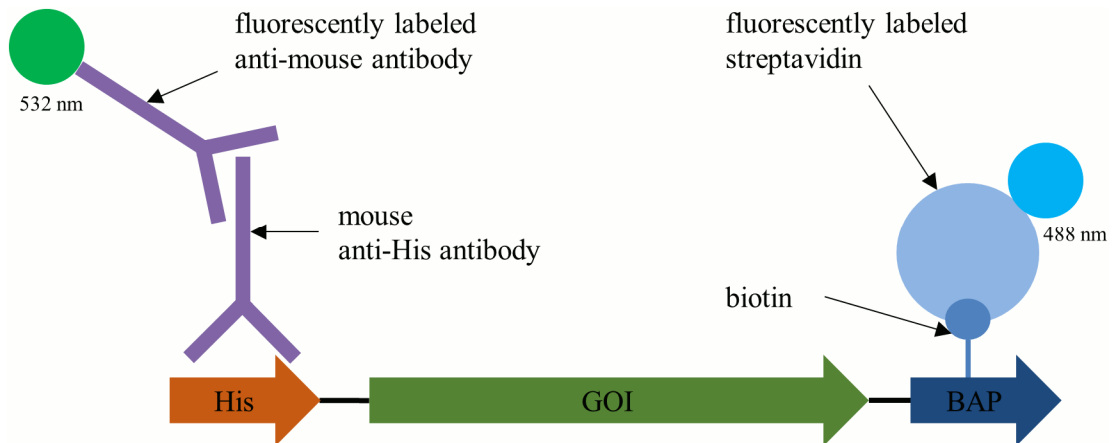 fluorescently labeled
anti-mouse antibody
532 nm
mouse
anti-His antibody
fluorescently labeled
streptavidin
488 nm
biotin
His
GOI
BAP